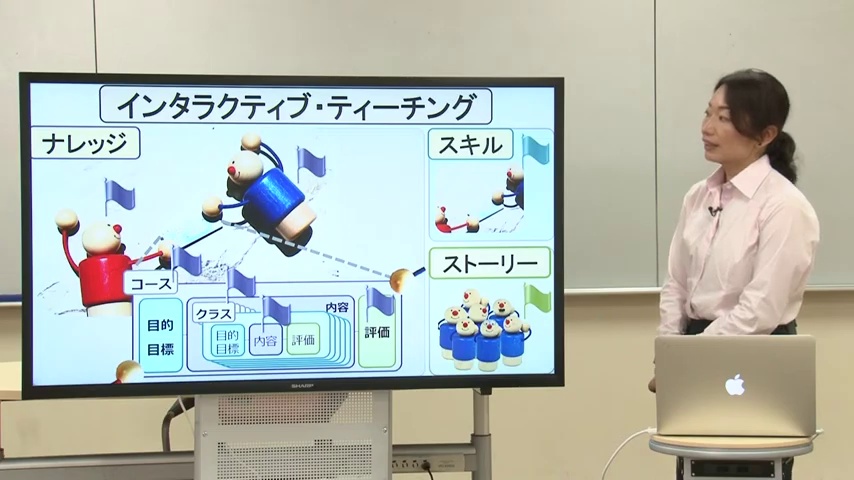 インタラクティブ・ティーチング
ナレッジ
スキル
ストーリー
コース
目的
目標
クラス
内容
目的
目標
内容
評価
評価
SHARP